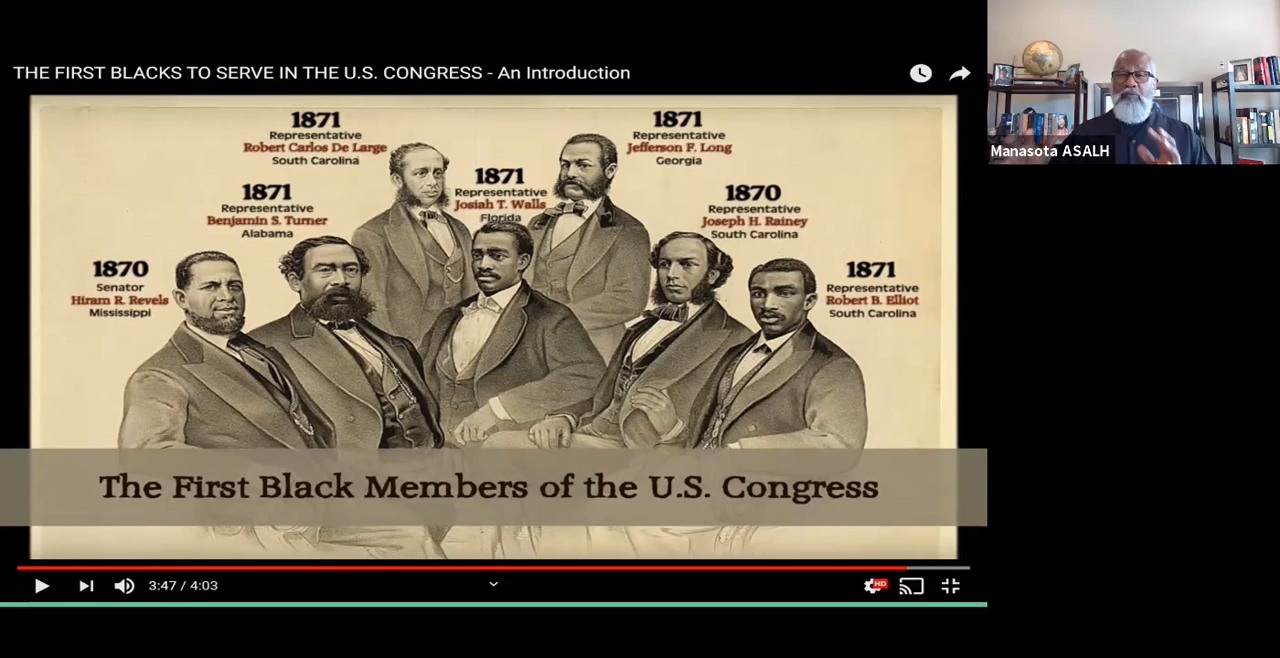 THE FIRST BLACKS TO SERVE IN THE U.S. CONGRESS - An Introduction
1871
Representative
Robert Carlos De Large
South Carolina
1871
Representative
Jefferson F. Long
Georgia
1871
Representative
Josiah T. Walls
Florida
1871
Representative
Benjamin S. Turner
Alabama
1870
Representative
Joseph H. Rainey
South Carolina
1870
Senator
Hiram R. Revels
Mississippi
1871
Representative
Robert B. Elliot
South Carolina
The First Black Members of the U.S. Congress
3:47 / 4:03
HD
Manasota ASALH